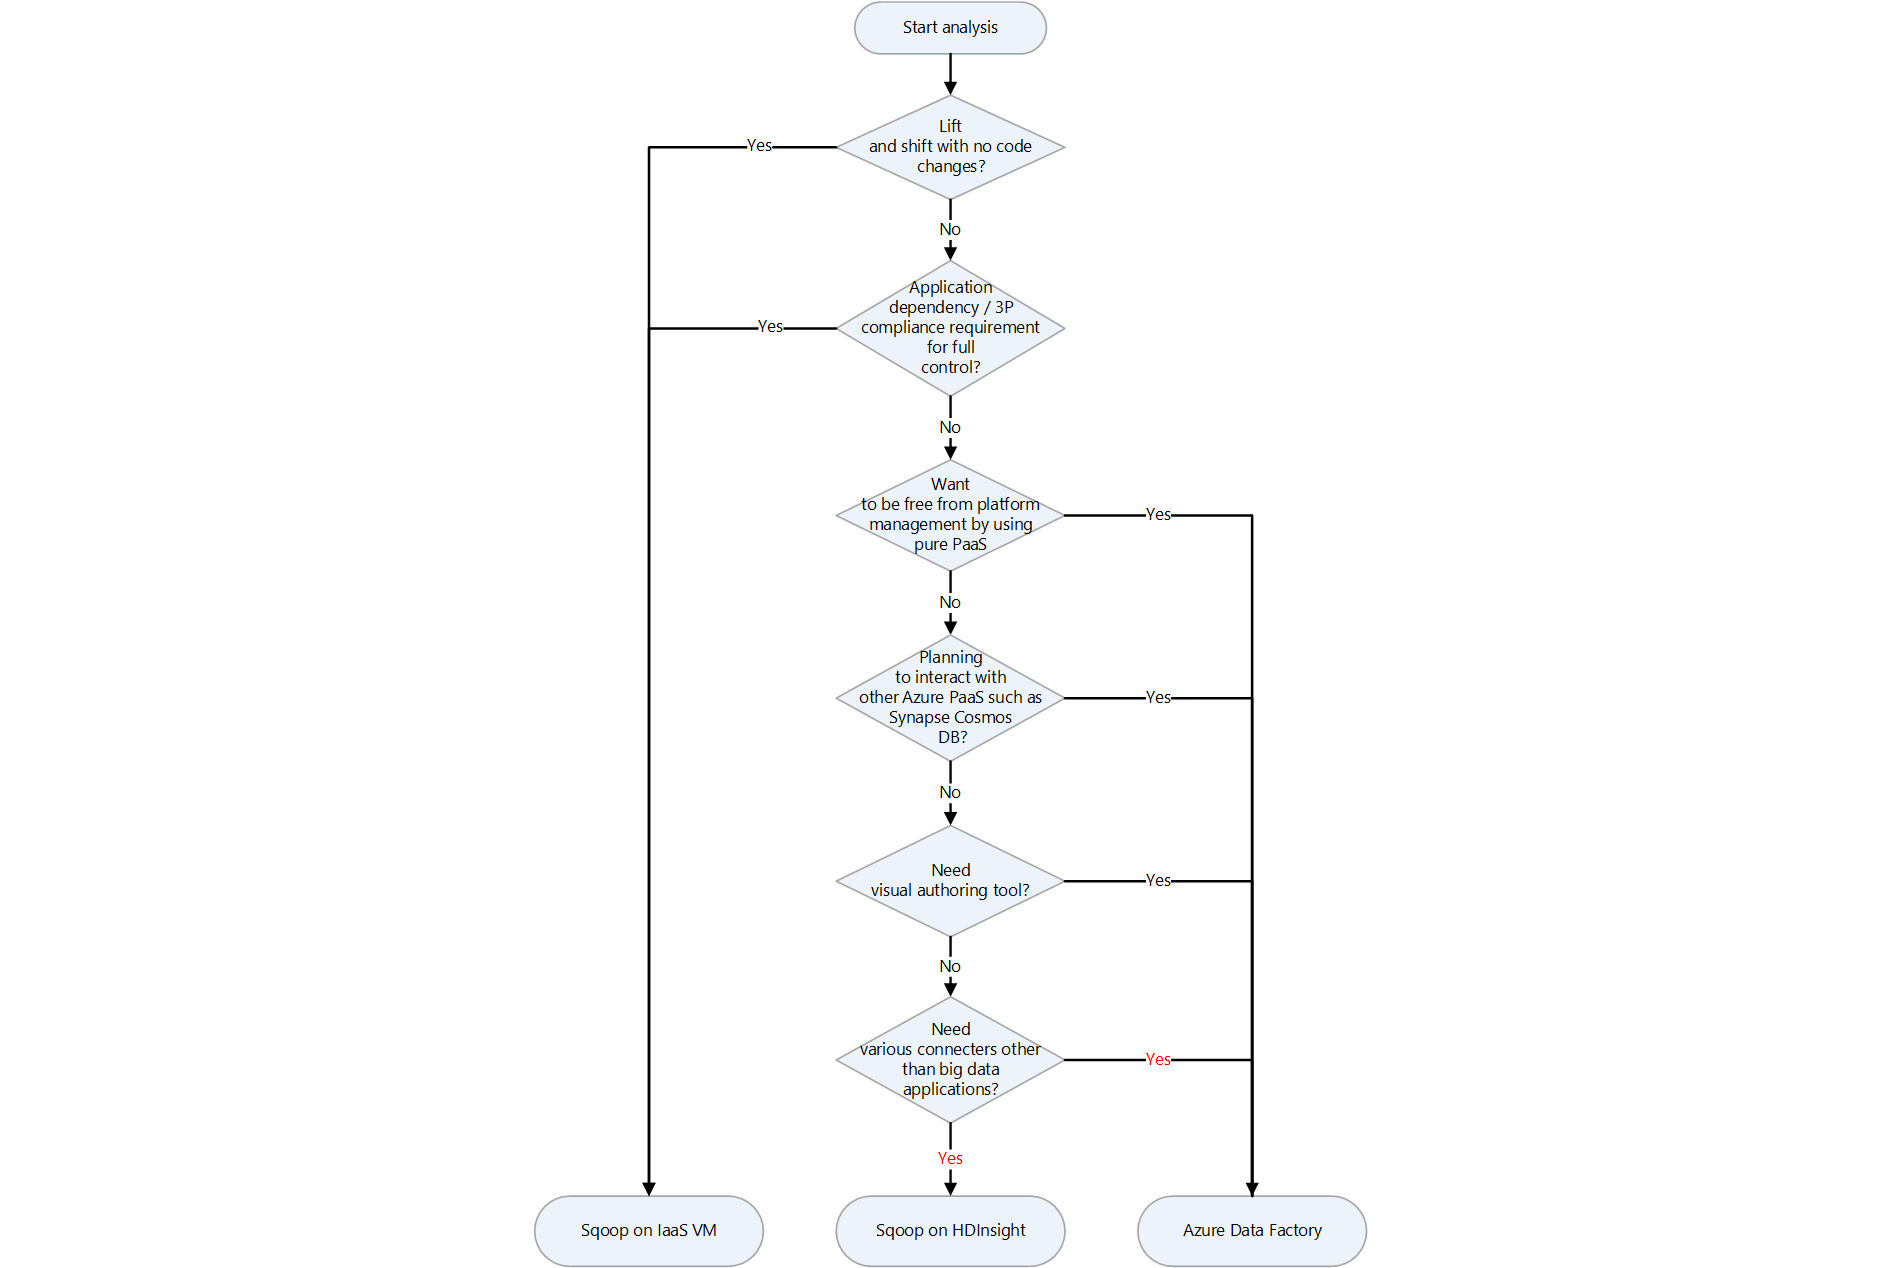 Start analysis
Lift
and shift with no code
changes?
Yes
No
Application
dependency / 3P
compliance requirement
for full
control?
Yes
No
Want
to be free from platform
management by using
pure PaaS
Yes
No
Planning
to interact with
other Azure PaaS such as
Synapse Cosmos
DB?
Yes
No
Need
visual authoring tool?
Yes
No
Need
various connecters other
than big data
applications?
Yes
Yes
Sqoop on IaaS VM
Sqoop on HDInsight
Azure Data Factory